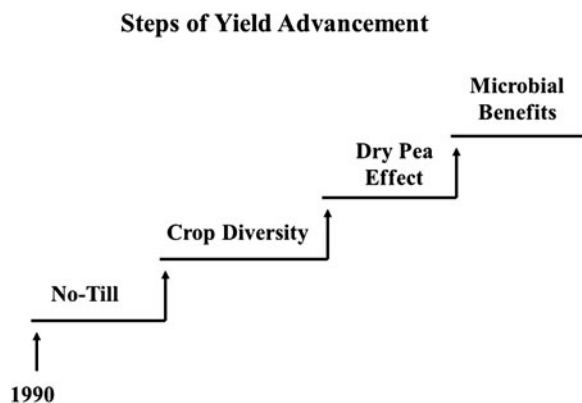 Steps of Yield Advancement
Microbial
Benefits
Dry Pea
Effect
Crop Diversity
No-Till
1990